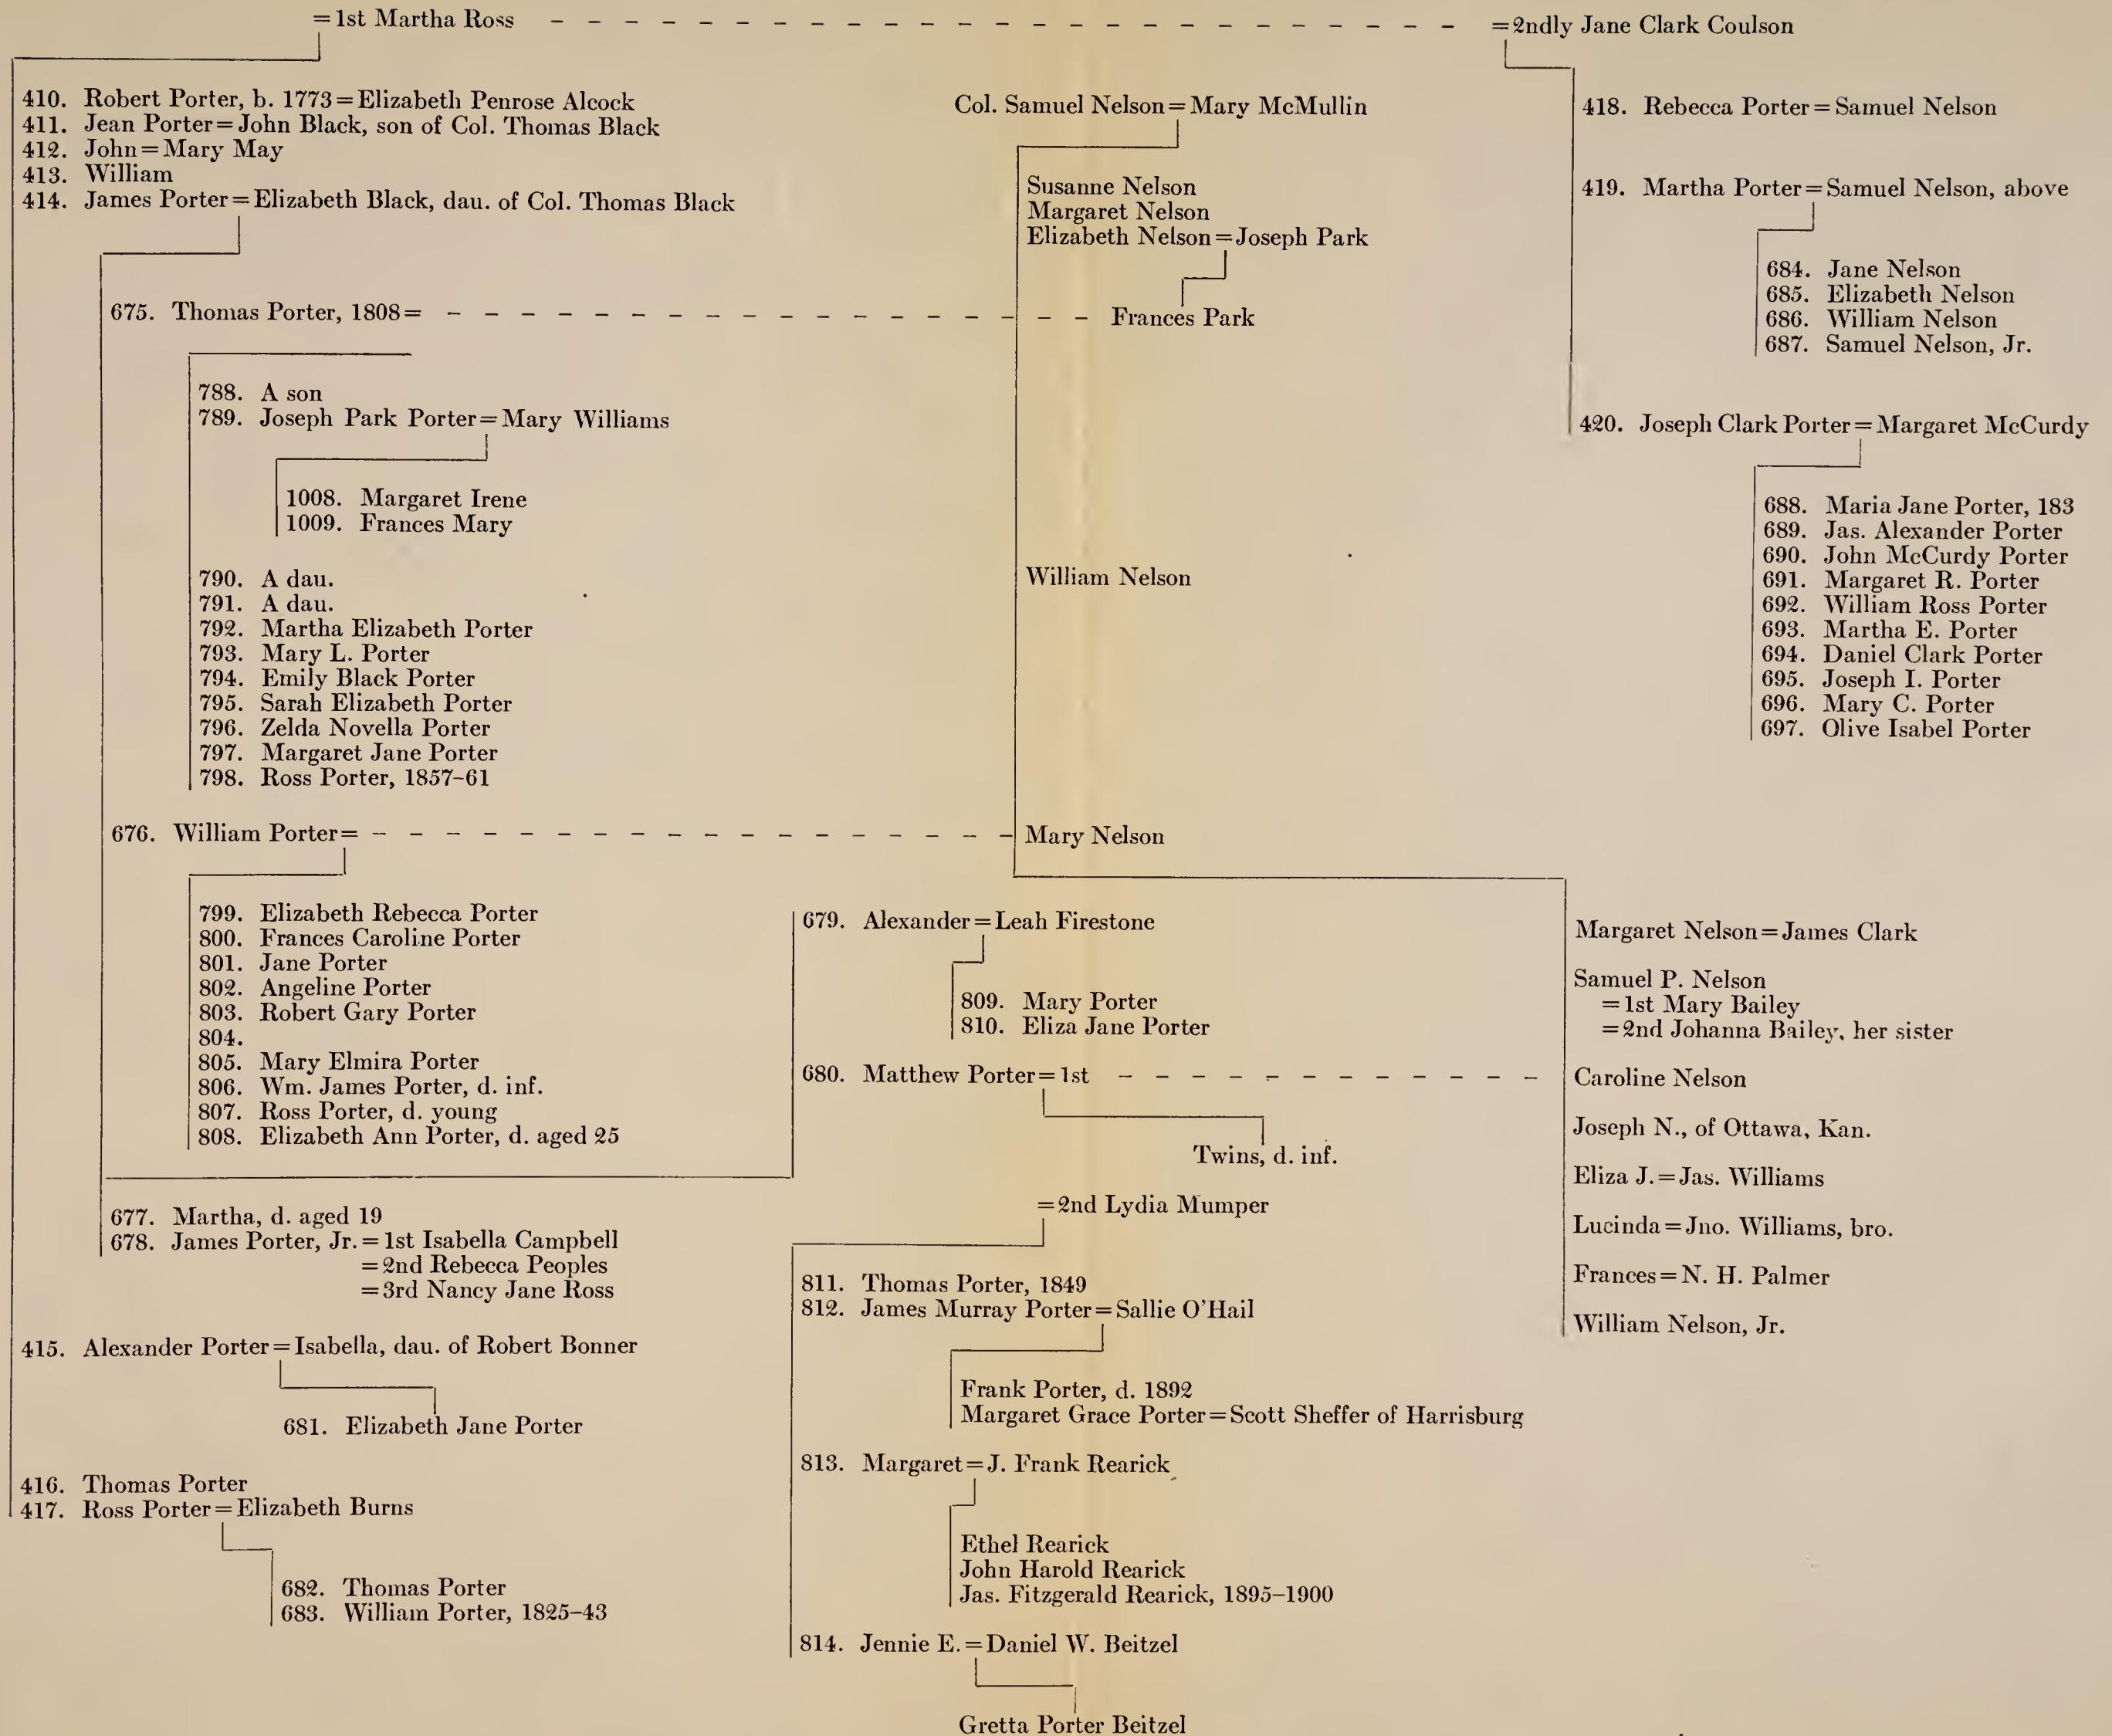 =1st Martha Ross
=2ndly Jane Clark Coulson
410. Robert Porter, b. 1773=Elizabeth Penrose Alcock
411. Jean Porter=John Black, son of Col. Thomas Black
412. John=Mary May
413. William
414. James Porter=Elizabeth Black, dau. of Col. Thomas Black
675. Thomas Porter, 1808=
788. A son
789. Joseph Park Porter=Mary Williams
1008. Margaret Irene
1009. Frances Mary
790. A dau.
791. A dau.
792. Martha Elizabeth Porter
793. Mary L. Porter
794. Emily Black Porter
795. Sarah Elizabeth Porter
796. Zelda Novella Porter
797. Margaret Jane Porter
798. Ross Porter, 1857–61
676. William Porter=
799. Elizabeth Rebecca Porter
800. Frances Caroline Porter
801. Jane Porter
802. Angeline Porter
803. Robert Gary Porter
804.
805. Mary Elmira Porter
806. Wm. James Porter, d. inf.
807. Ross Porter, d. young
808. Elizabeth Ann Porter, d. aged 25
677. Martha, d. aged 19
678. James Porter, Jr.=1st Isabella Campbell
=2nd Rebecca Peoples
=3rd Nancy Jane Ross
415. Alexander Porter=Isabella, dau. of Robert Bonner
681. Elizabeth Jane Porter
416. Thomas Porter
417. Ross Porter=Elizabeth Burns
682. Thomas Porter
683. William Porter, 1825–43
Col. Samuel Nelson=Mary McMullin
Susanne Nelson
Margaret Nelson
Elizabeth Nelson=Joseph Park
Frances Park
William Nelson
Mary Nelson
679. Alexander=Leah Firestone
809. Mary Porter
810. Eliza Jane Porter
680. Matthew Porter=1st
Twins, d. inf.
=2nd Lydia Mumper
811. Thomas Porter, 1849
812. James Murray Porter=Sallie O'Hail
Frank Porter, d. 1892
Margaret Grace Porter=Scott Sheffer of Harrisburg
813. Margaret=J. Frank Rearick
Ethel Rearick
John Harold Rearick
Jas. Fitzgerald Rearick, 1895–1900
814. Jennie E.=Daniel W. Beitzel
Gretta Porter Beitzel
418. Rebecca Porter=Samuel Nelson
419. Martha Porter=Samuel Nelson, above
684. Jane Nelson
685. Elizabeth Nelson
686. William Nelson
687. Samuel Nelson, Jr.
420. Joseph Clark Porter=Margaret McCurdy
688. Maria Jane Porter, 183
689. Jas. Alexander Porter
690. John McCurdy Porter
691. Margaret R. Porter
692. William Ross Porter
693. Martha E. Porter
694. Daniel Clark Porter
695. Joseph I. Porter
696. Mary C. Porter
697. Olive Isabel Porter
Margaret Nelson=James Clark
Samuel P. Nelson
=1st Mary Bailey
=2nd Johanna Bailey, her sister
Caroline Nelson
Joseph N., of Ottawa, Kan.
Eliza J.=Jas. Williams
Lucinda=Jno. Williams, bro.
Frances=N. H. Palmer
William Nelson, Jr.